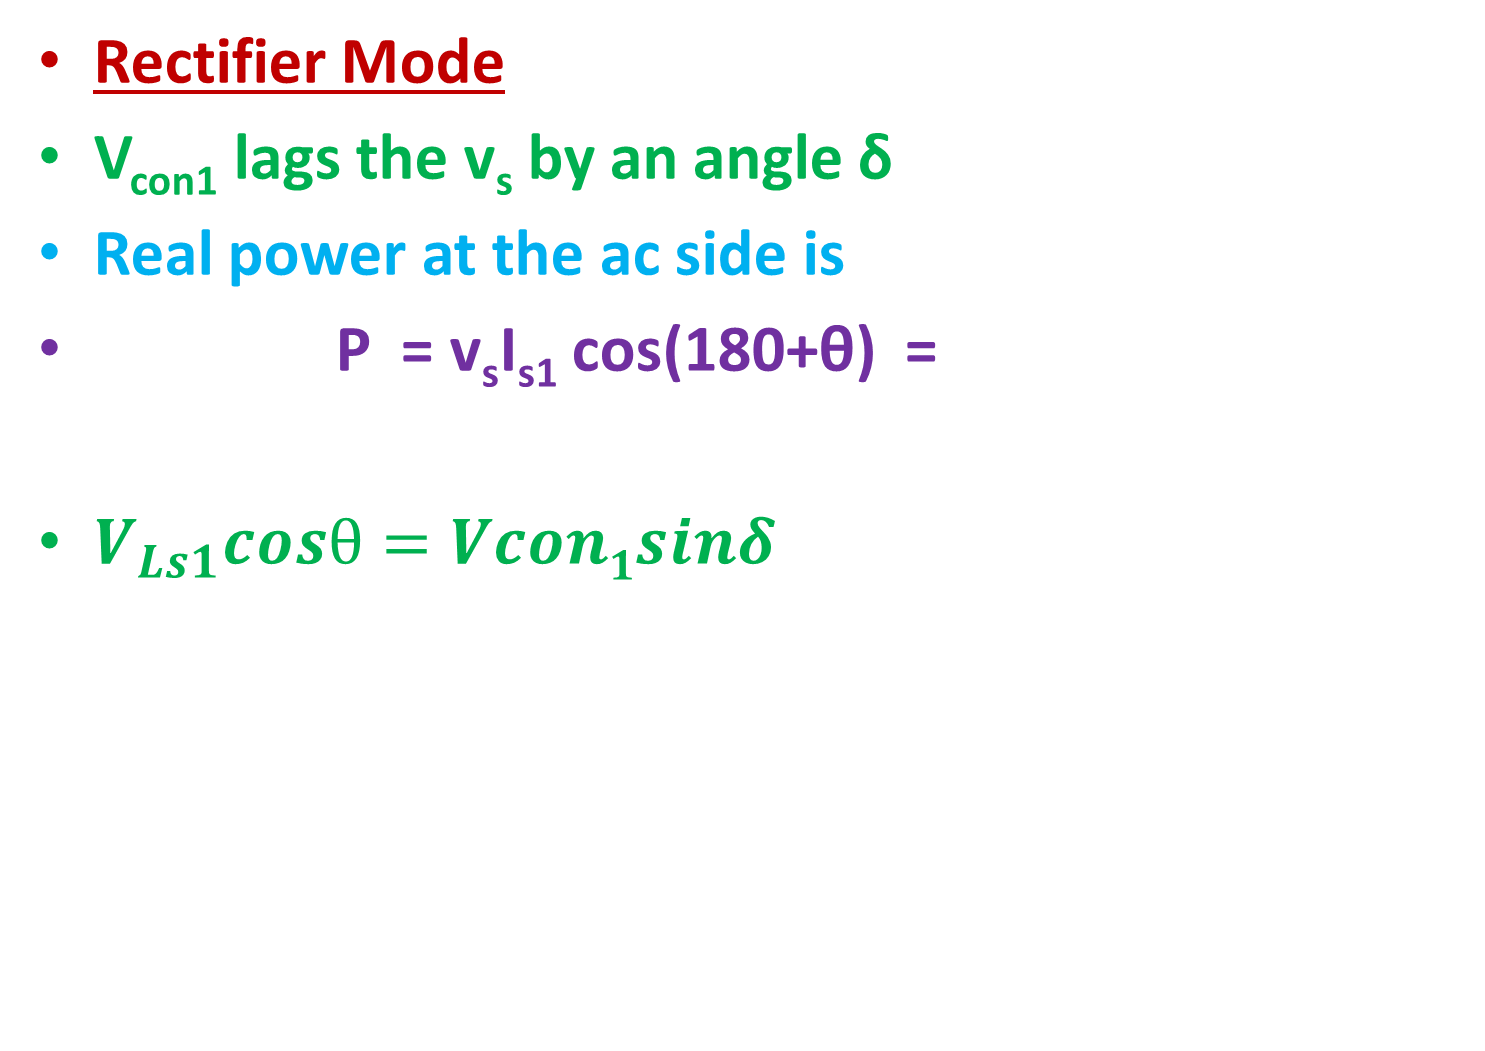 • Rectifier Mode
• Vcon1 lags the vs by an angle δ
• Real power at the ac side is
• P = vsIs1 cos(180+θ) =
• VLs1cosθ = Vcon1sinδ